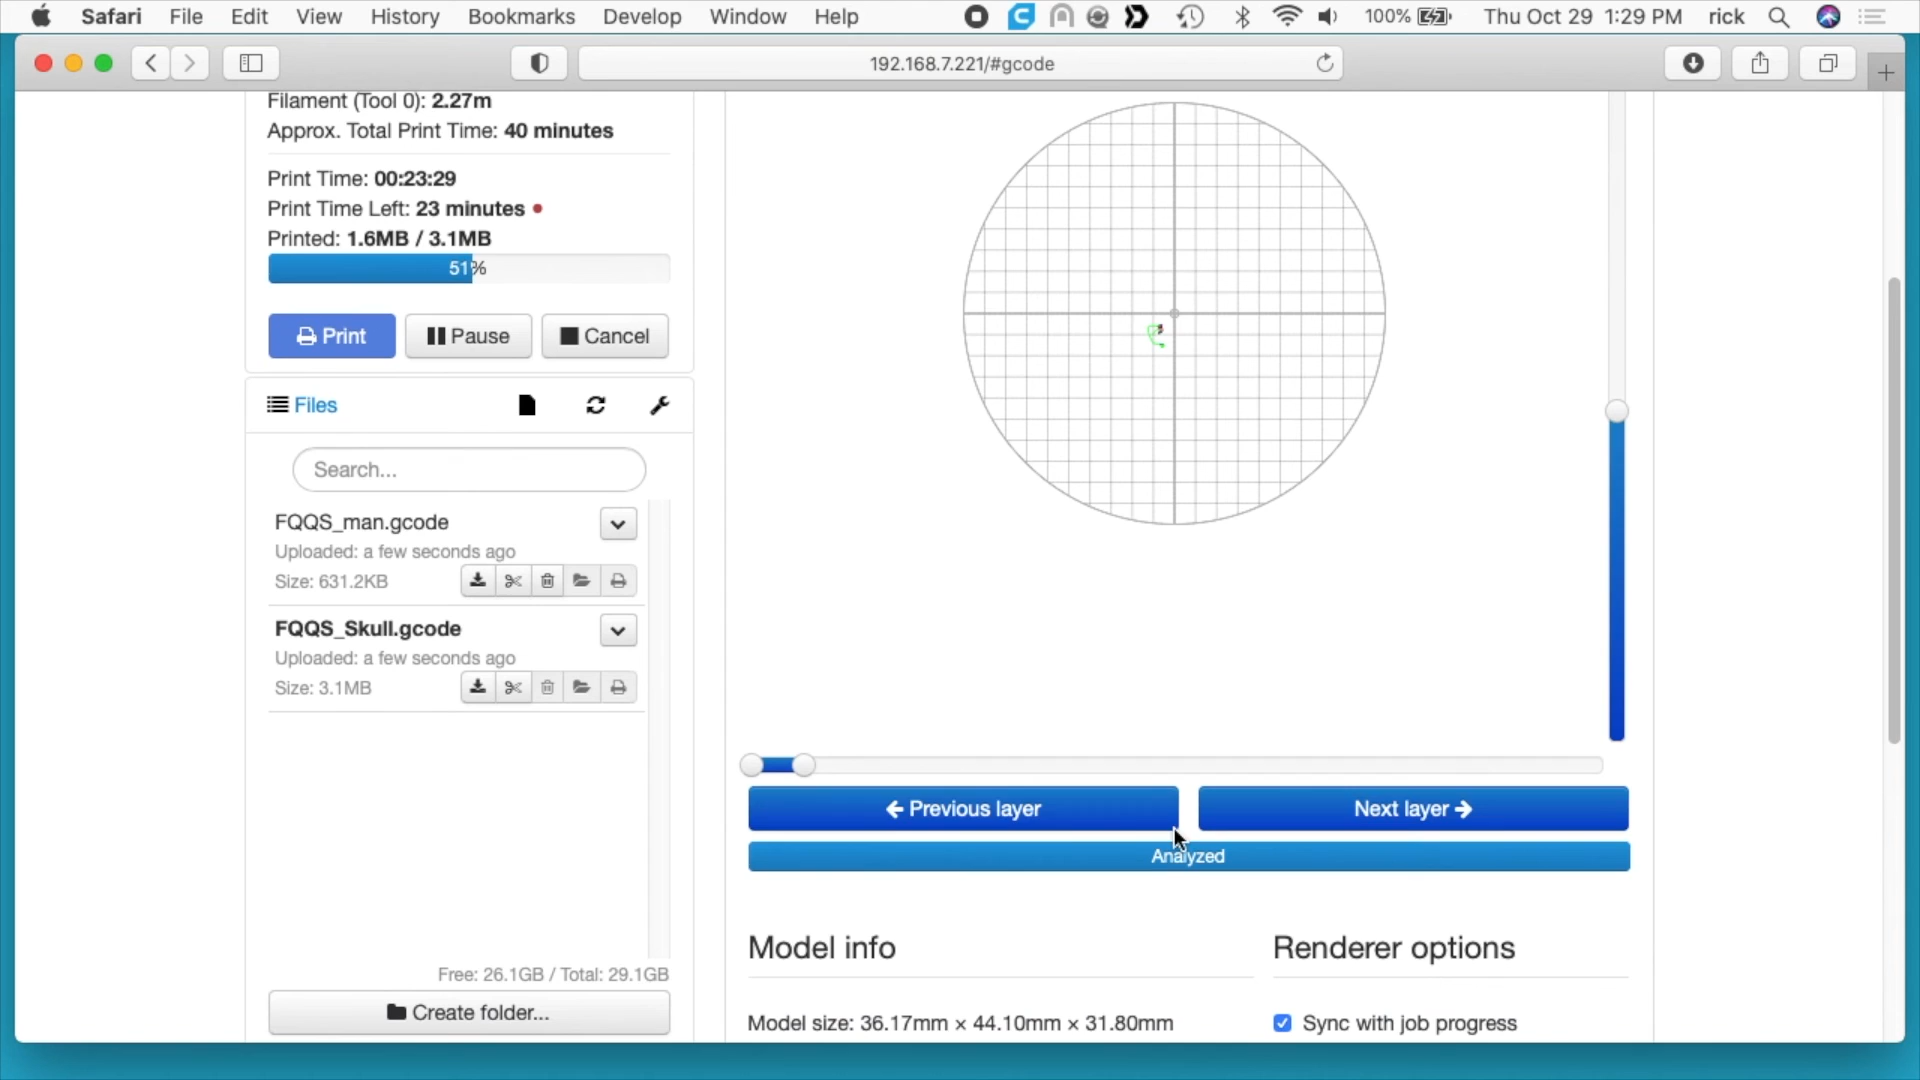 Safari File Edit View History Bookmarks Develop Window Help 100% Thu Oct 29 1:29 PM rick
192.168.7.221/#gcode
Filament (Tool 0): 2.27m
Approx. Total Print Time: 40 minutes
Print Time: 00:23:29
Print Time Left: 23 minutes
Printed: 1.6MB / 3.1MB
51%
Print Pause Cancel
Files
Search...
FQQS_man.gcode
Uploaded: a few seconds ago
Size: 631.2KB
FQQS_Skull.gcode
Uploaded: a few seconds ago
Size: 3.1MB
Free: 26.1GB / Total: 29.1GB
Create folder...
Previous layer Next layer
Analyzed
Model info Renderer options
Model size: 36.17mm × 44.10mm × 31.80mm Sync with job progress